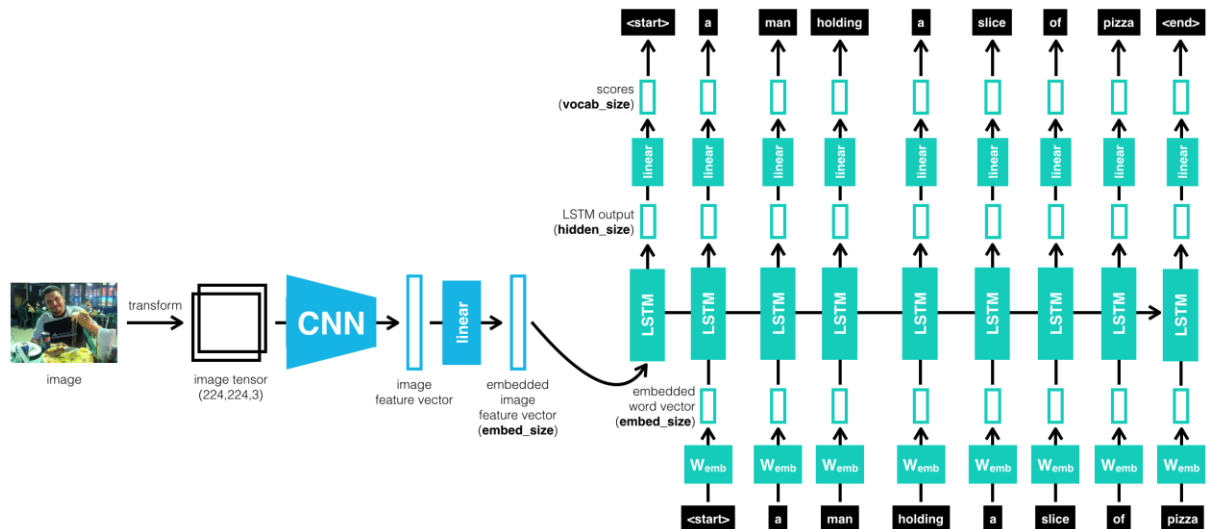 <start> a man holding a slice of pizza <end>
scores
(vocab_size)
linear linear linear linear linear linear linear linear linear
LSTM output
(hidden_size)
LSTM LSTM LSTM LSTM LSTM LSTM LSTM LSTM LSTM
transform
CNN
linear
image
image tensor
(224,224,3)
image
feature vector
embedded
image
feature vector
(embed_size)
embedded
word vector
(embed_size)
Wemb Wemb Wemb Wemb Wemb Wemb Wemb Wemb
<start> a man holding a slice of pizza